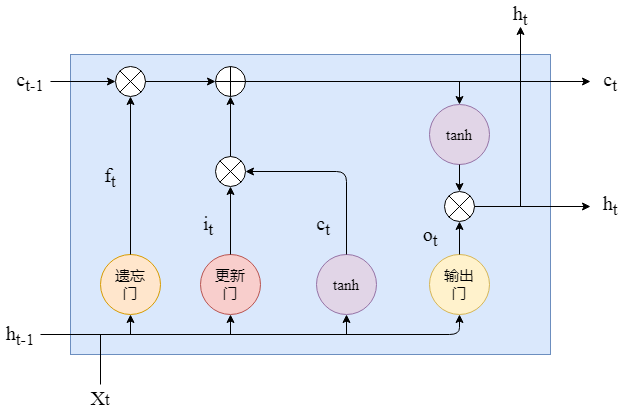 h_t
c_{t-1}
c_t
tanh
f_t
i_t
c_t
o_t
h_t
遗忘
门
更新
门
tanh
输出
门
h_{t-1}
X_t